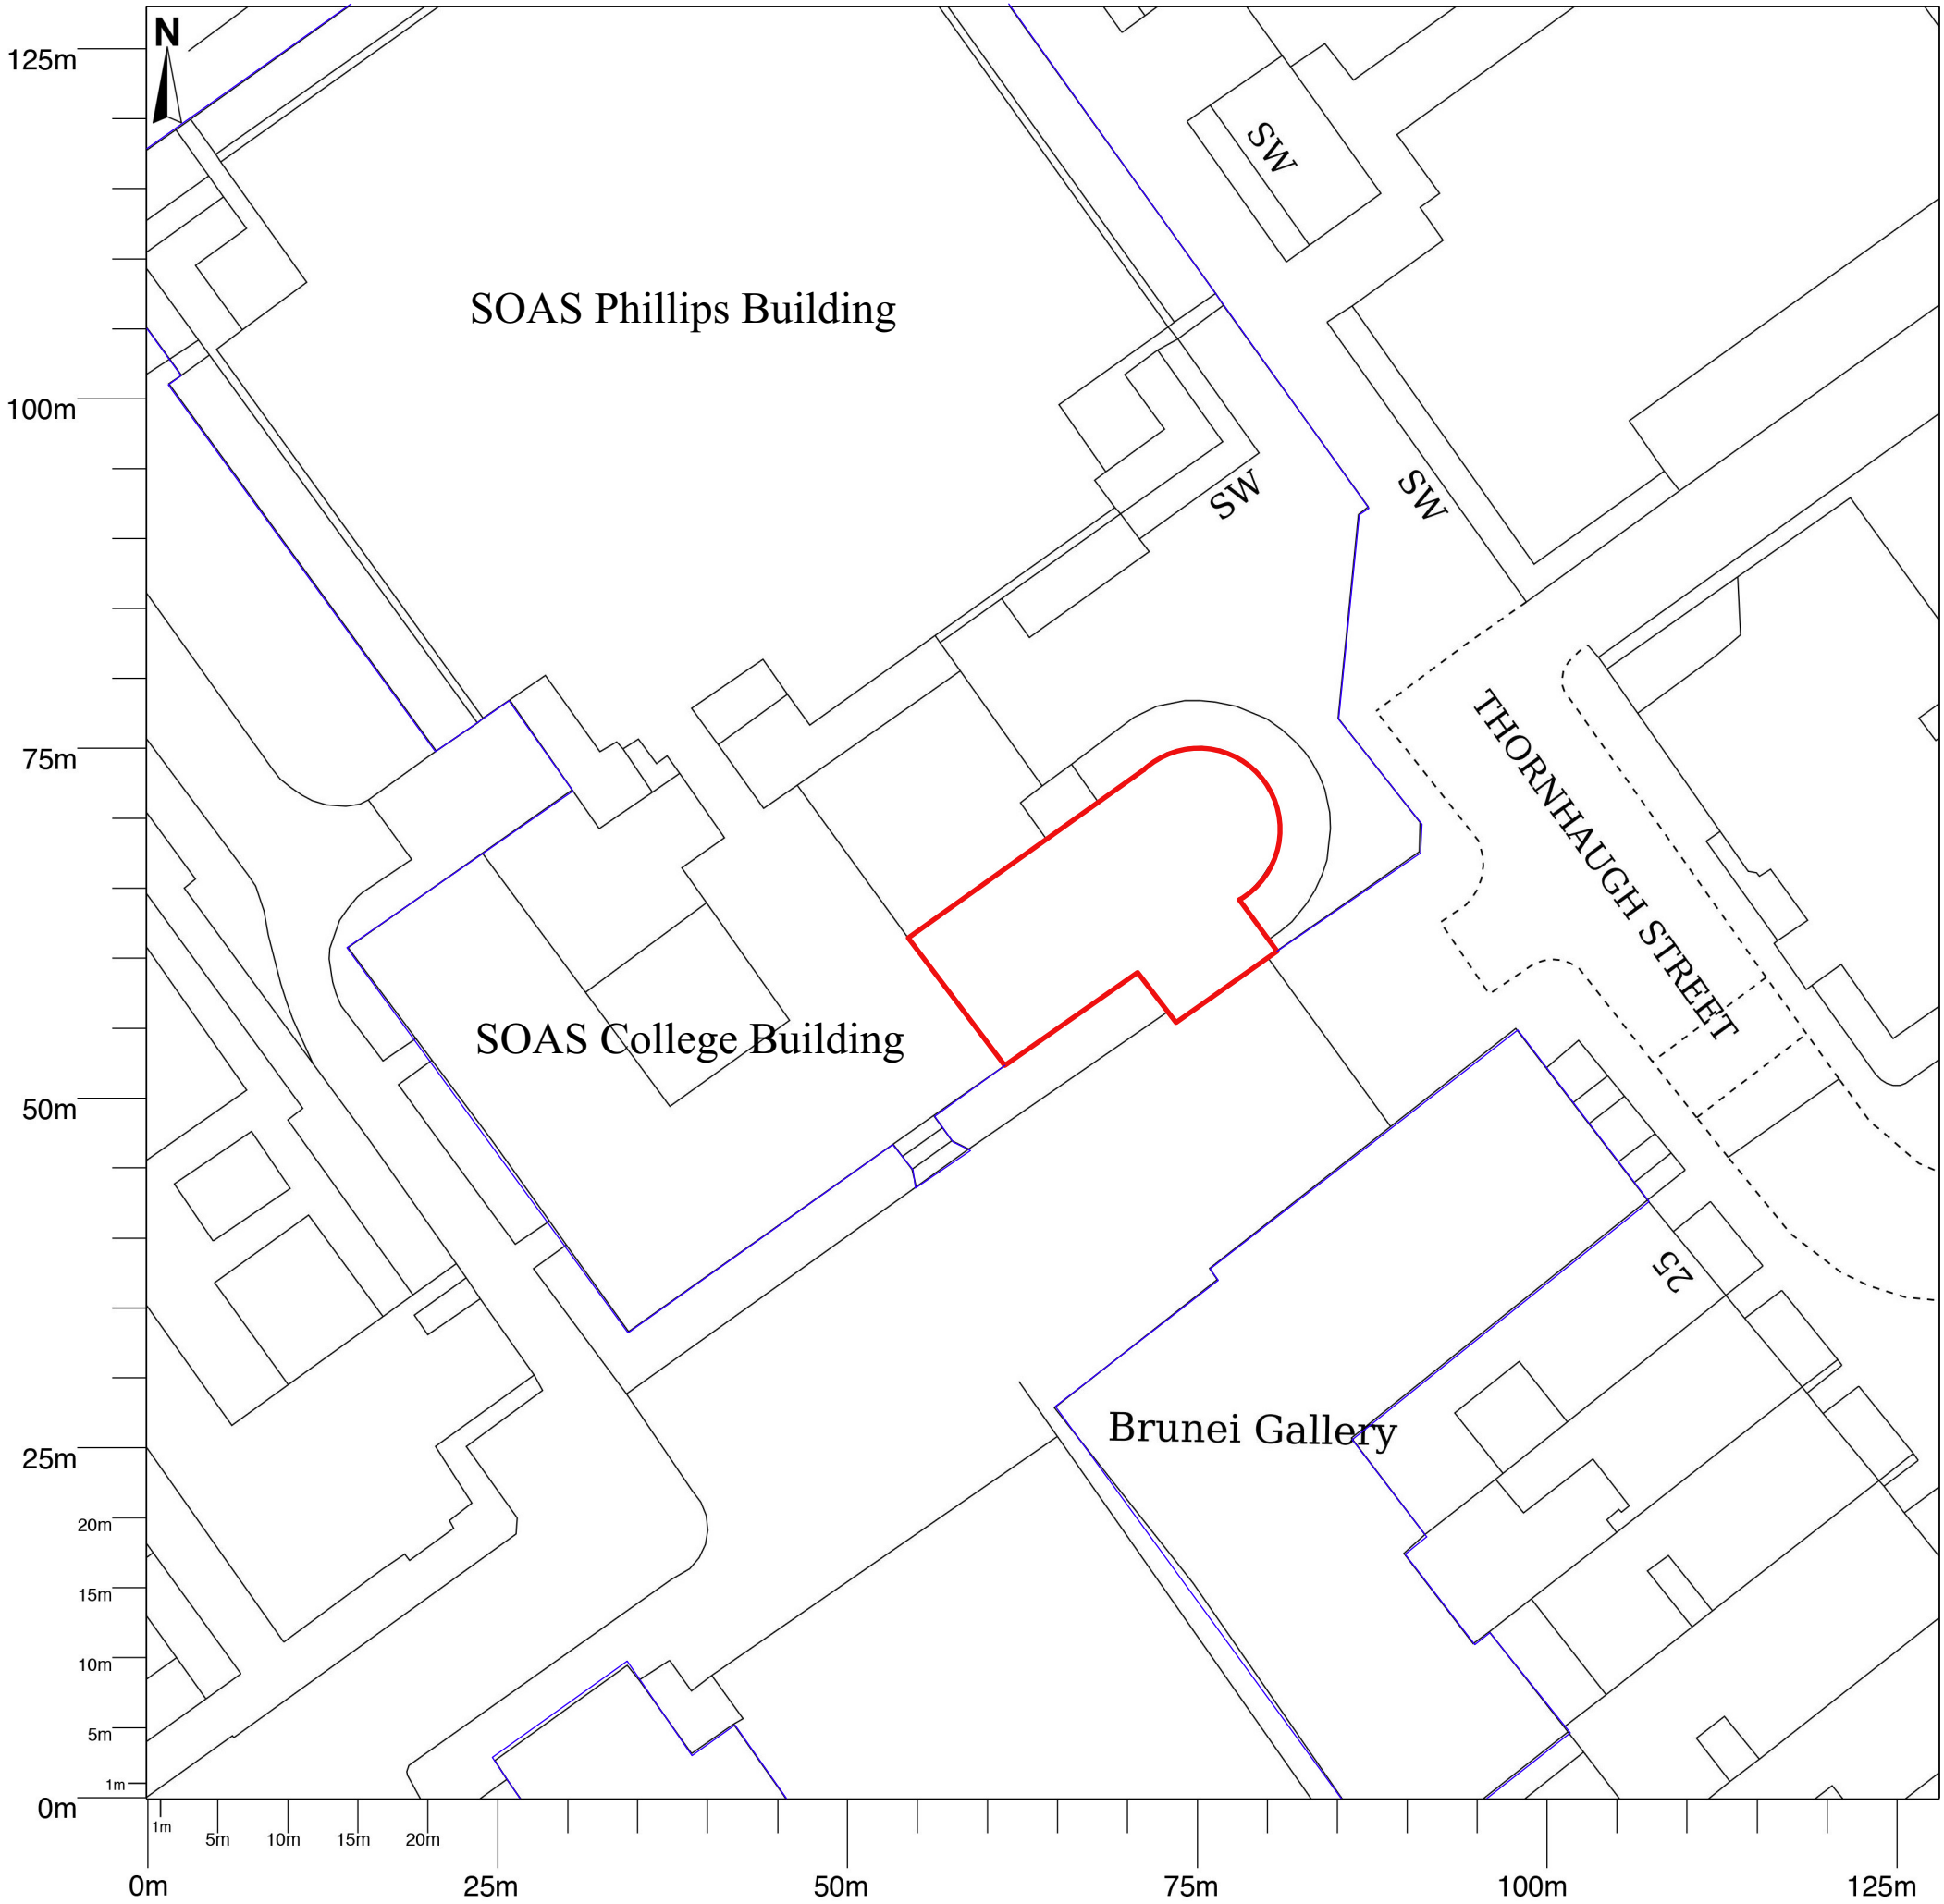 N
125m
SW
SOAS Phillips Building
100m
SW
SW
75m
THORNHAUGH STREET
SOAS College Building
50m
25
Brunei Gallery
25m
20m
15m
10m
5m
1m
0m
1m
5m 10m 15m 20m
0m 25m 50m 75m 100m 125m